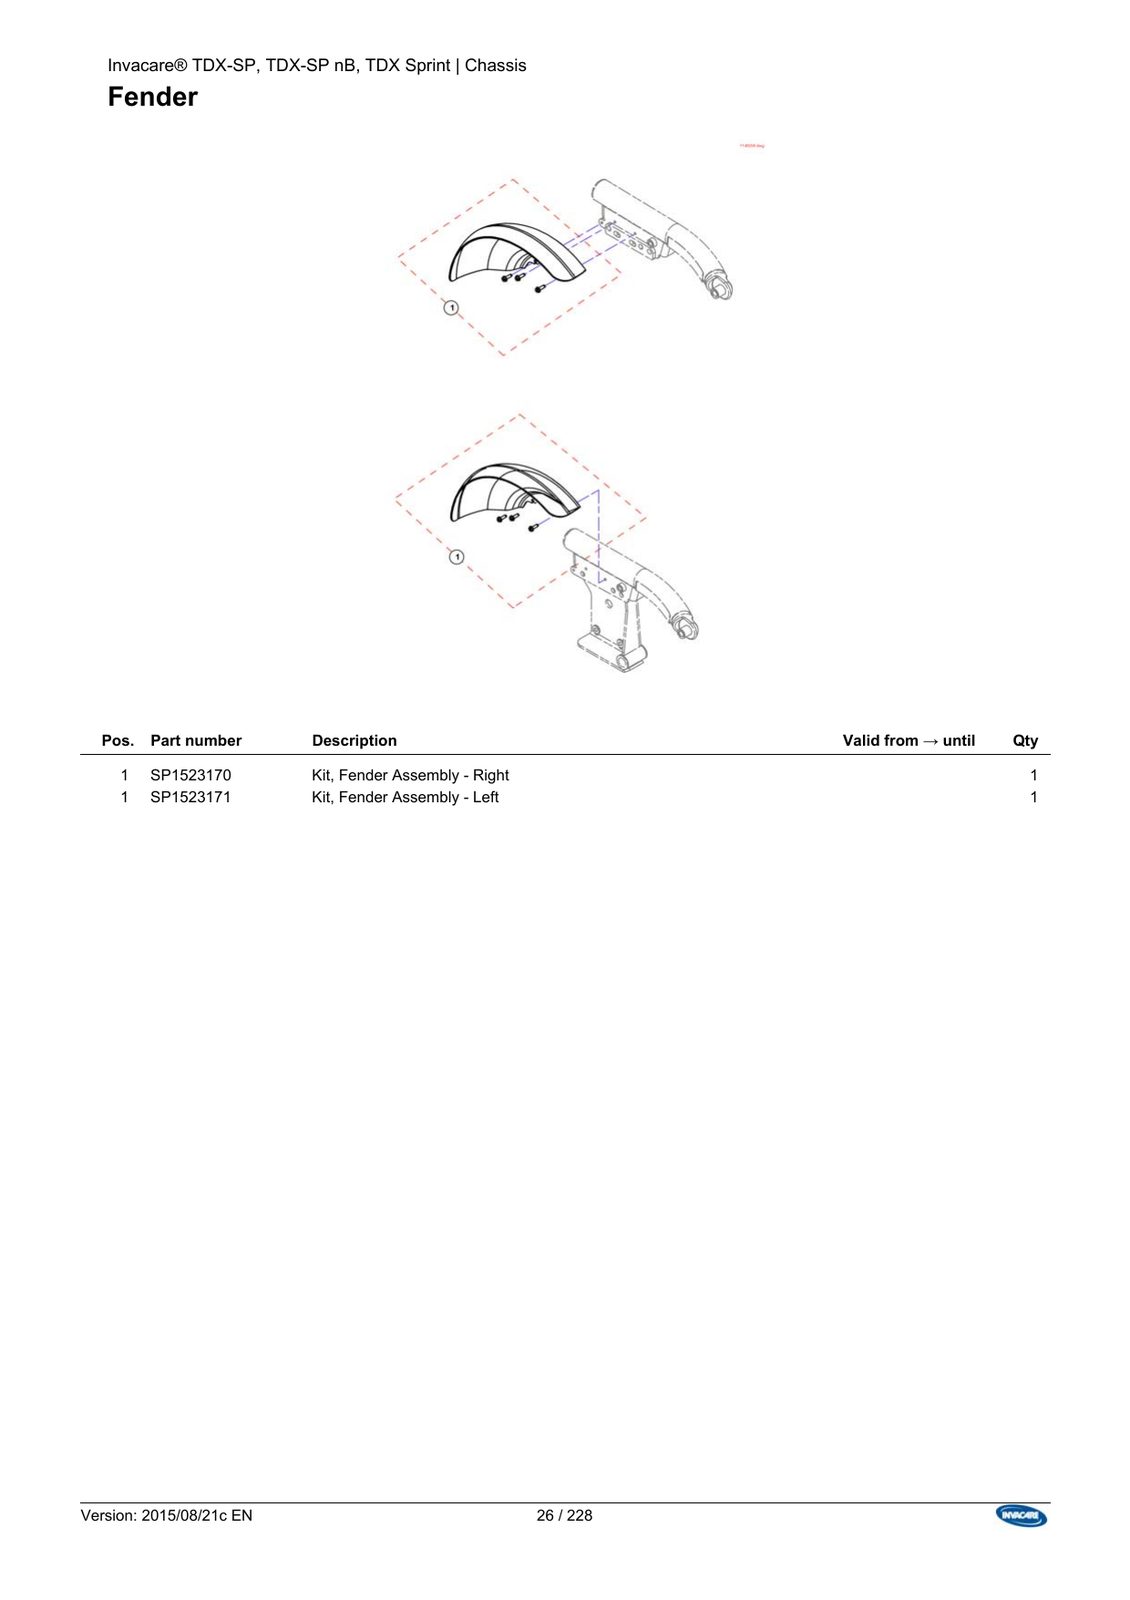 Invacare® TDX-SP, TDX-SP nB, TDX Sprint | Chassis
Fender
1
1
Pos. Part number Description Valid from → until Qty
1 SP1523170 Kit, Fender Assembly - Right 1
1 SP1523171 Kit, Fender Assembly - Left 1
Version: 2015/08/21c EN 26 / 228 INVACARE